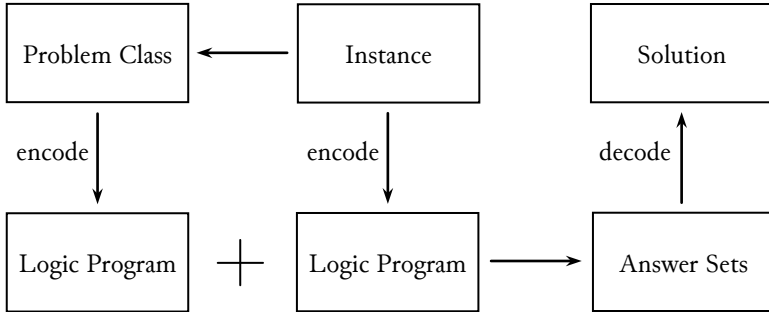 Problem Class
Instance
Solution
encode
encode
decode
Logic Program
+
Logic Program
Answer Sets